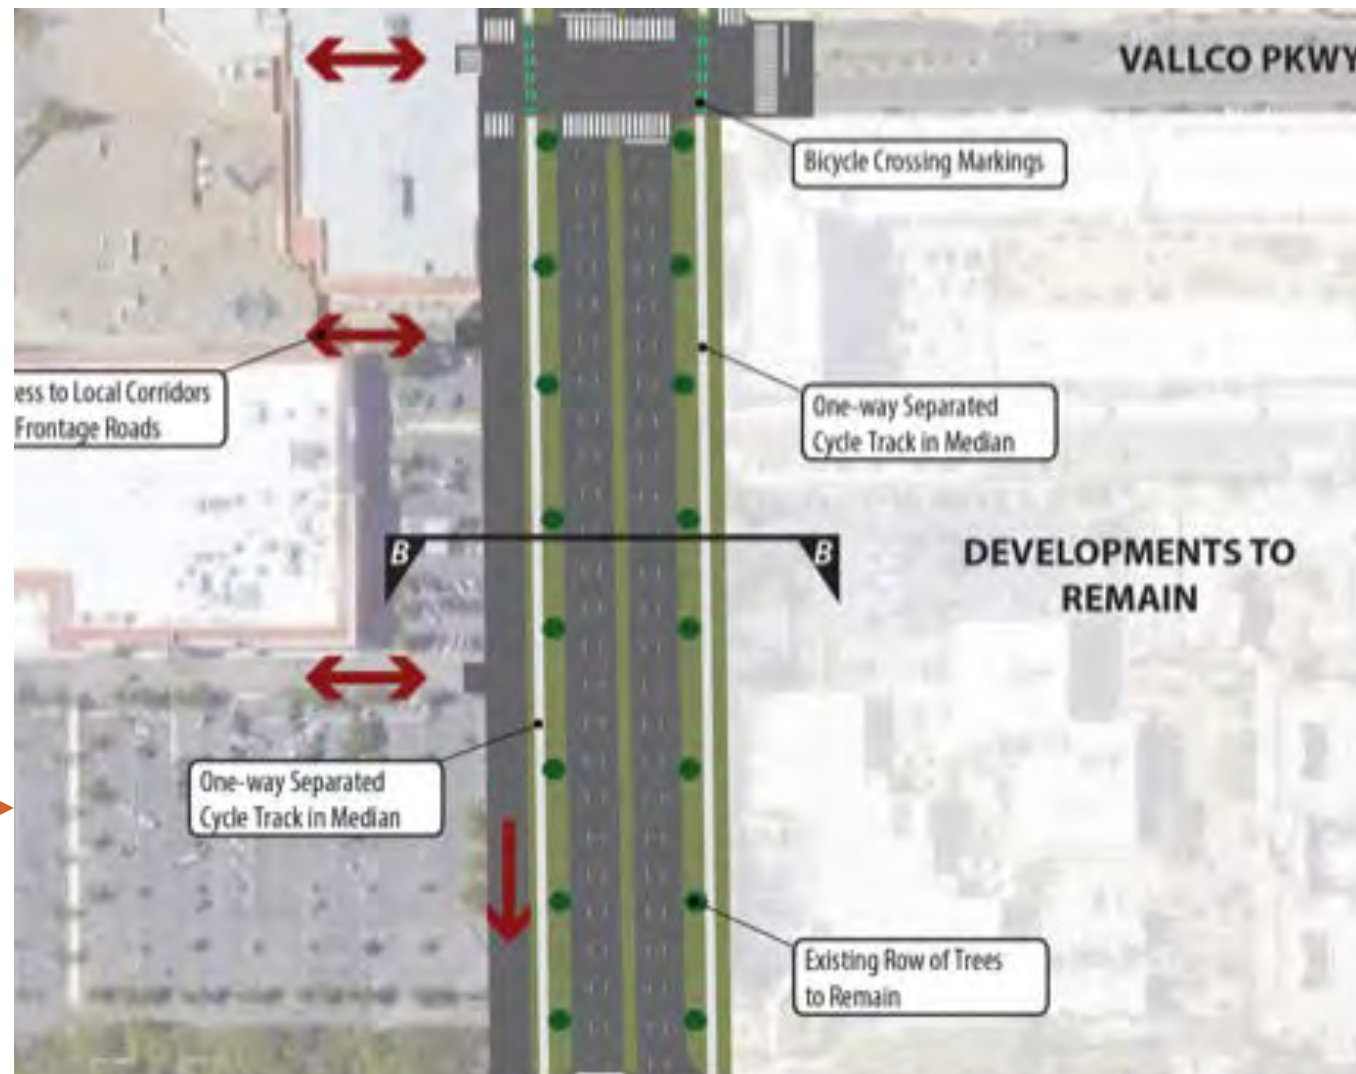 VALLCO PKWY
Bicycle Crossing Markings
ess to Local Corridors
Frontage Roads
One-way Separated
Cycle Track in Median
B
B
DEVELOPMENTS TO
REMAIN
One-way Separated
Cycle Track in Median
Existing Row of Trees
to Remain